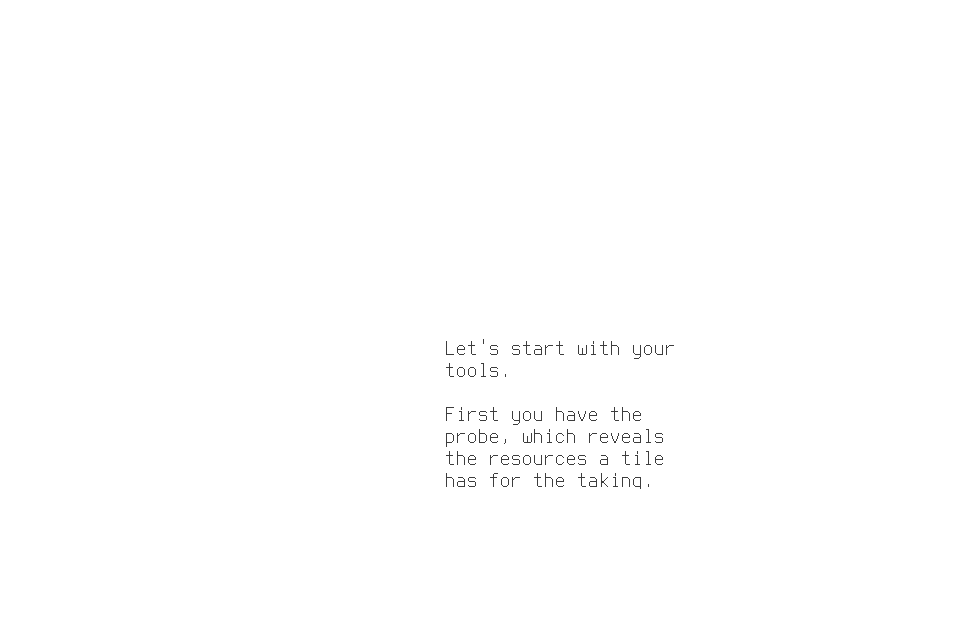 Let's start with your
tools.
First you have the
probe, which reveals
the resources a tile
has for the taking.